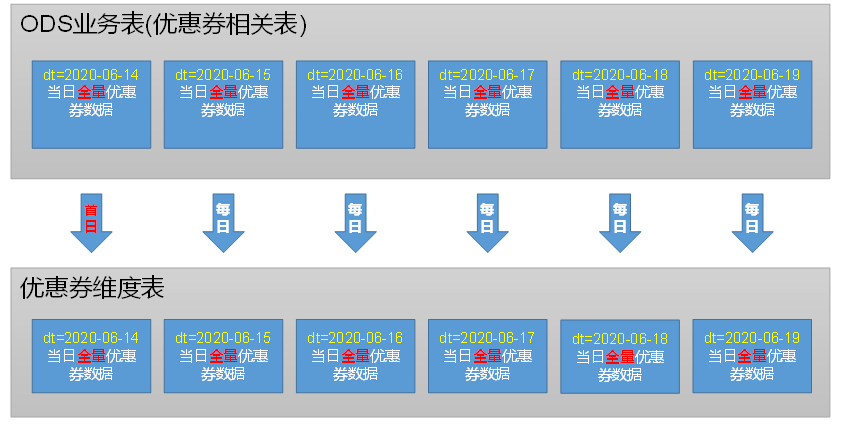 ODS业务表(优惠券相关表)
dt=2020-06-14
当日全量优惠
券数据
dt=2020-06-15
当日全量优惠
券数据
dt=2020-06-16
当日全量优惠
券数据
dt=2020-06-17
当日全量优惠
券数据
dt=2020-06-18
当日全量优惠
券数据
dt=2020-06-19
当日全量优惠
券数据
首
日
每
日
每
日
每
日
每
日
每
日
优惠券维度表
dt=2020-06-14
当日全量优惠
券数据
dt=2020-06-15
当日全量优惠
券数据
dt=2020-06-16
当日全量优惠
券数据
dt=2020-06-17
当日全量优惠
券数据
dt=2020-06-18
当日全量优惠
券数据
dt=2020-06-19
当日全量优惠
券数据